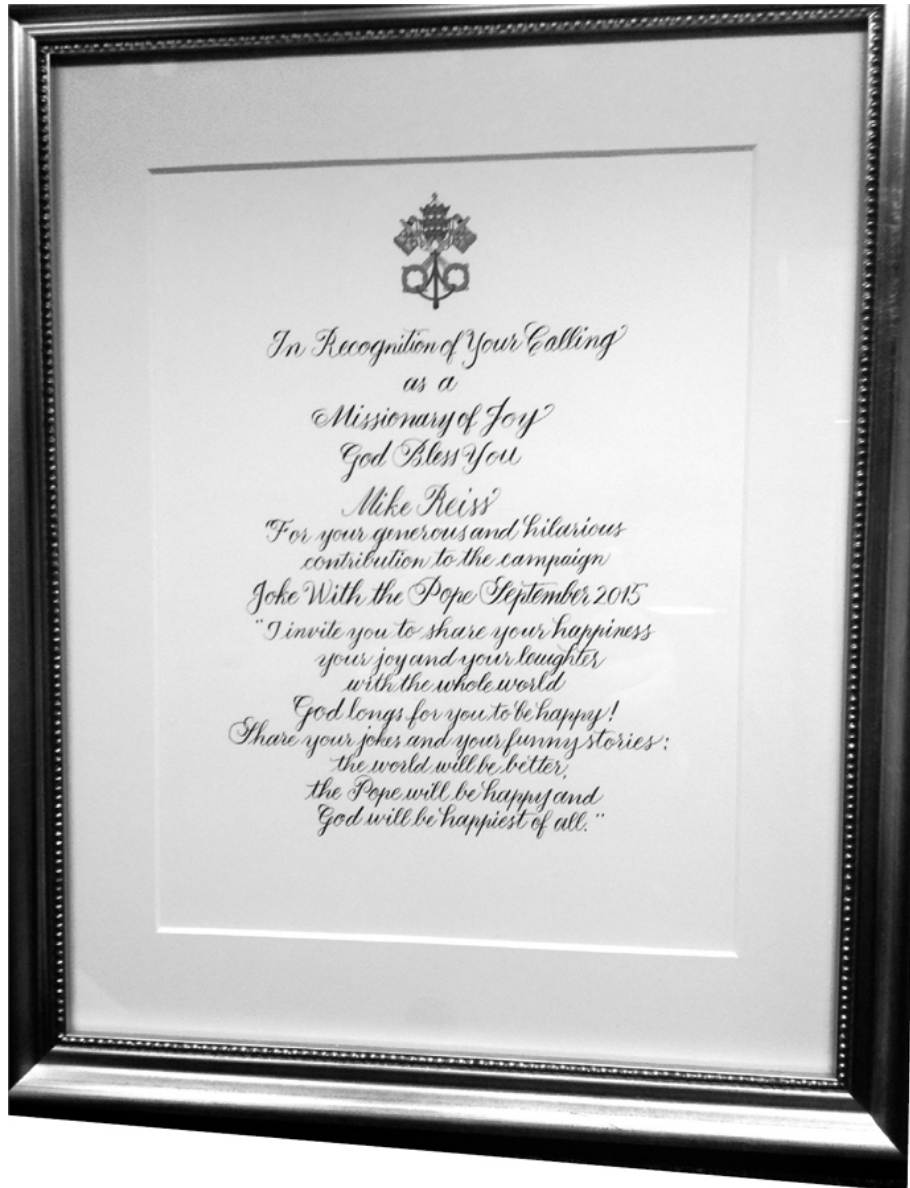 In Recognition of Your Calling
as a
Missionary of Joy
God Bless You
Mike Reiss
"For your generous and hilarious
contribution to the campaign
Joke With the Pope September 2015
"I invite you to share your happiness
your joy and your laughter
with the whole world
God longs for you to be happy!
Share your jokes and your funny stories:
the world will be better,
the Pope will be happy and
God will be happiest of all."